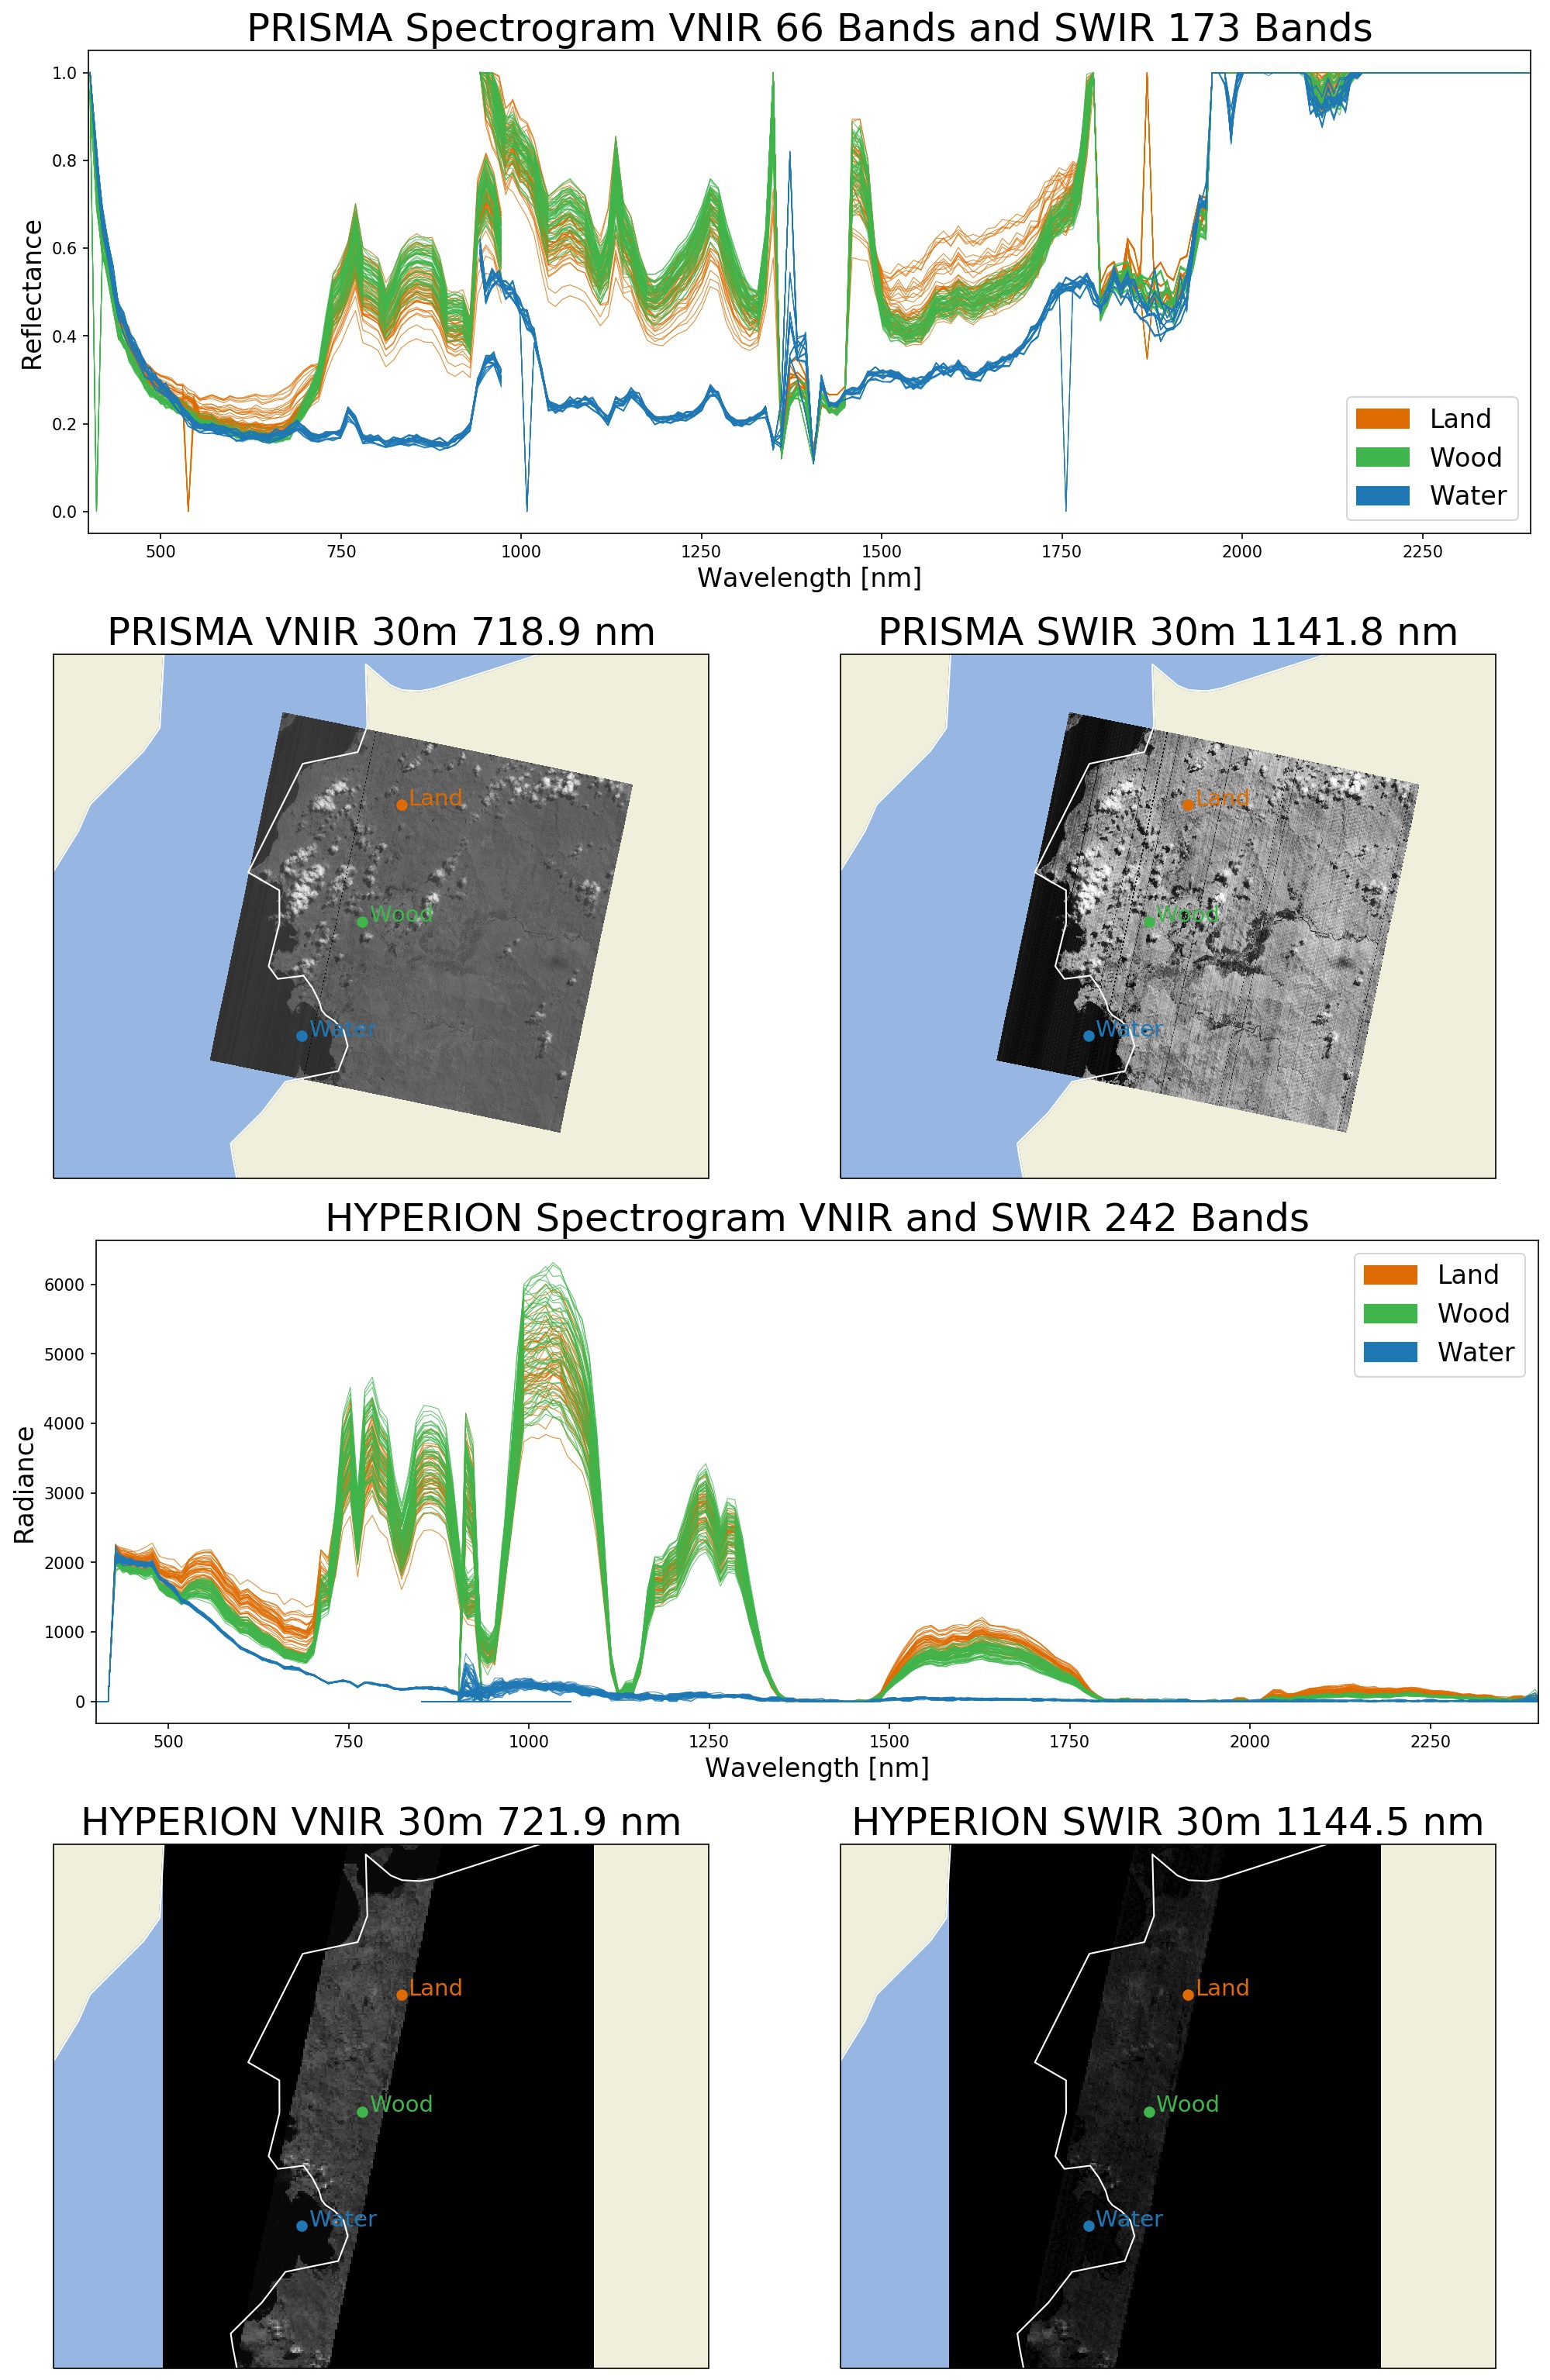 PRISMA Spectrogram VNIR 66 Bands and SWIR 173 Bands
1.0
0.8
0.6
0.4
0.2
0.0
Reflectance
Land
Wood
Water
500 750 1000 1250 1500 1750 2000 2250
Wavelength [nm]
PRISMA VNIR 30m 718.9 nm
Land
Wood
Water
PRISMA SWIR 30m 1141.8 nm
Land
Wood
Water
HYPERION Spectrogram VNIR and SWIR 242 Bands
6000
5000
4000
3000
2000
1000
0
Radiance
Land
Wood
Water
500 750 1000 1250 1500 1750 2000 2250
Wavelength [nm]
HYPERION VNIR 30m 721.9 nm
Land
Wood
Water
HYPERION SWIR 30m 1144.5 nm
Land
Wood
Water